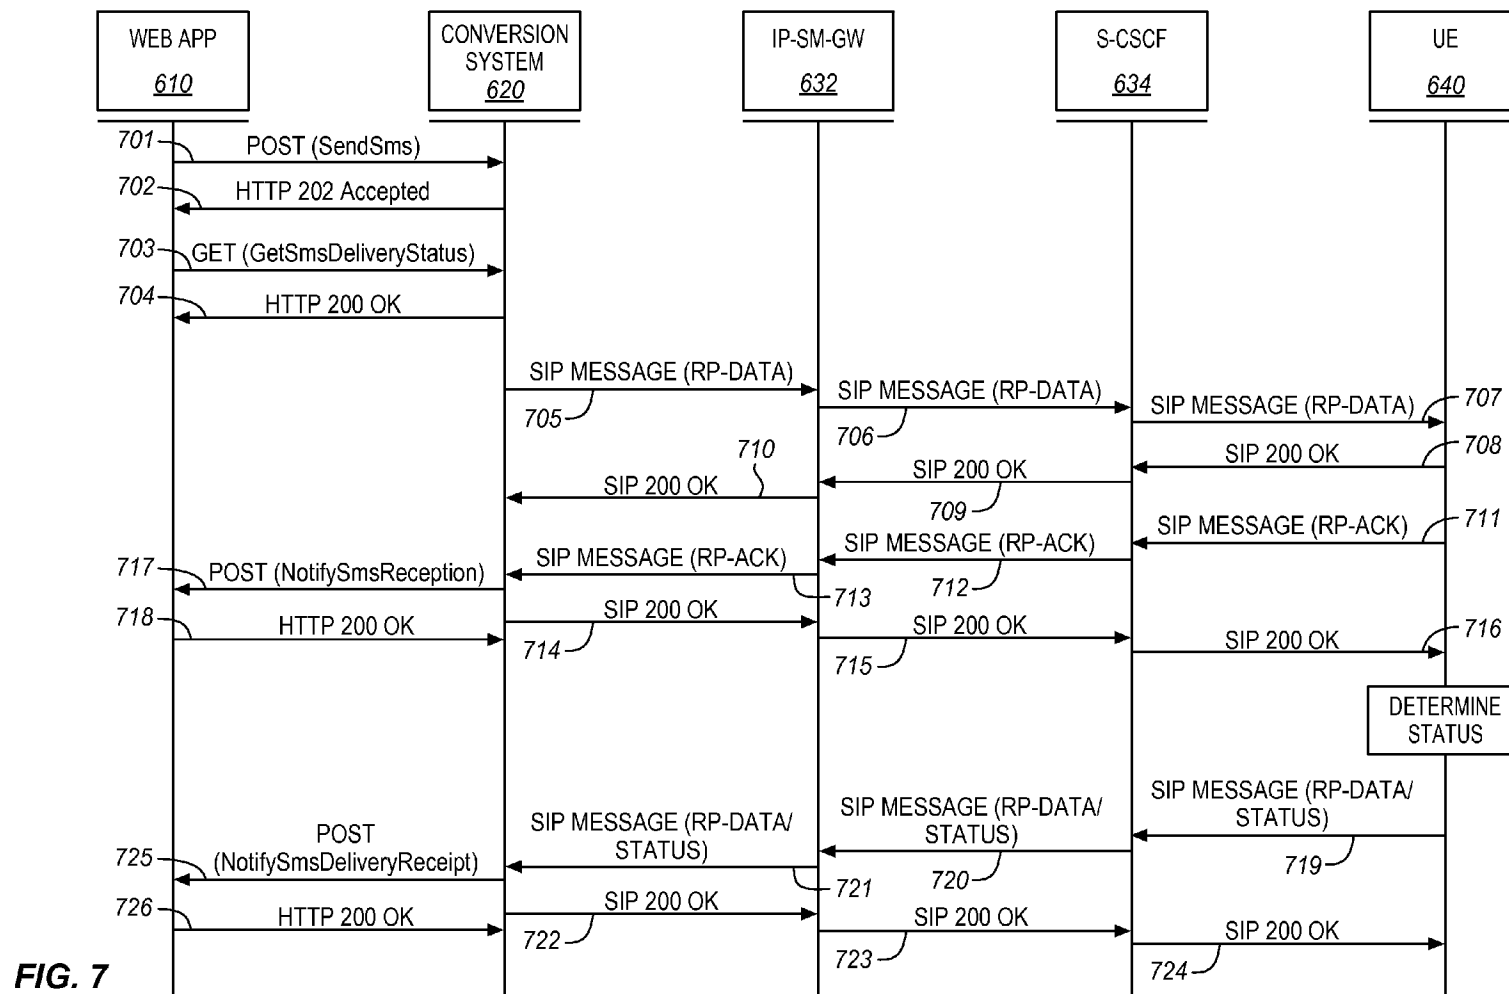 WEB APP
610
CONVERSION
SYSTEM
620
IP-SM-GW
632
S-CSCF
634
UE
640
701
POST (SendSms)
702
HTTP 202 Accepted
703
GET (GetSmsDeliveryStatus)
704
HTTP 200 OK
SIP MESSAGE (RP-DATA)
705
SIP MESSAGE (RP-DATA)
706
SIP MESSAGE (RP-DATA)
707
SIP 200 OK
708
SIP 200 OK
709
SIP 200 OK
710
SIP MESSAGE (RP-ACK)
711
SIP MESSAGE (RP-ACK)
712
SIP MESSAGE (RP-ACK)
713
717
POST (NotifySmsReception)
718
HTTP 200 OK
SIP 200 OK
714
SIP 200 OK
715
SIP 200 OK
716
DETERMINE
STATUS
SIP MESSAGE (RP-DATA/
STATUS)
719
SIP MESSAGE (RP-DATA/
STATUS)
720
SIP MESSAGE (RP-DATA/
STATUS)
721
POST
(NotifySmsDeliveryReceipt)
725
726
HTTP 200 OK
SIP 200 OK
722
SIP 200 OK
723
SIP 200 OK
724
FIG. 7